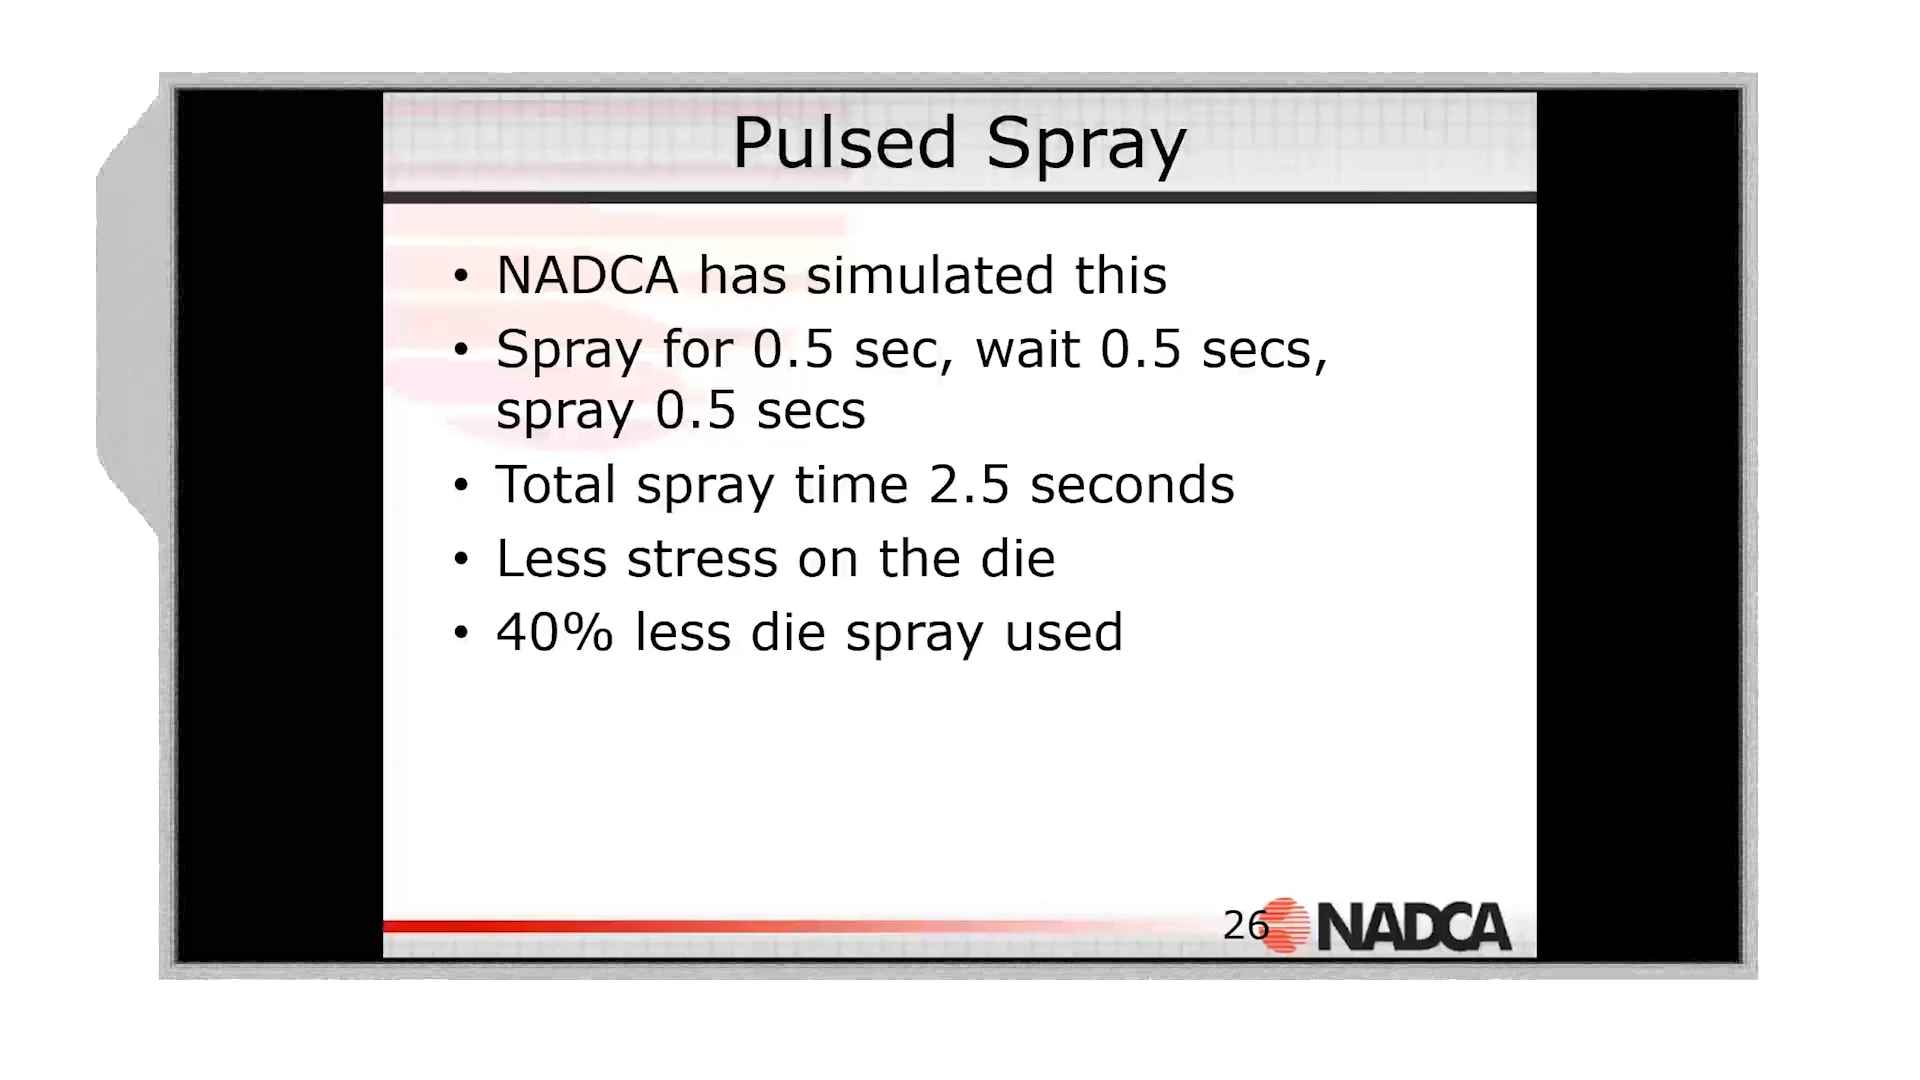 Pulsed Spray
• NADCA has simulated this
• Spray for 0.5 sec, wait 0.5 secs,
spray 0.5 secs
• Total spray time 2.5 seconds
• Less stress on the die
• 40% less die spray used
26 NADCA